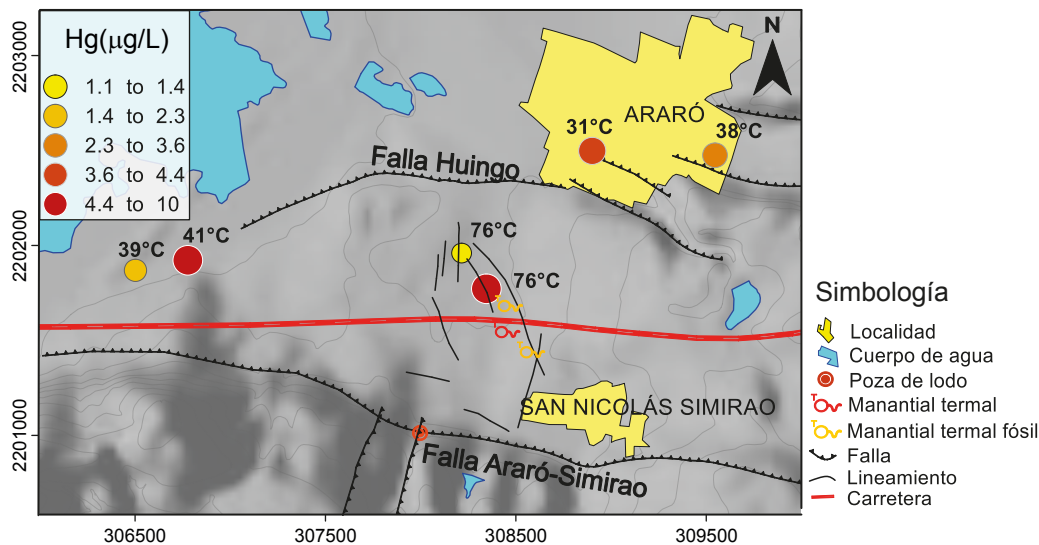 Hg(µg/L)
1.1 to 1.4
1.4 to 2.3
2.3 to 3.6
3.6 to 4.4
4.4 to 10
N
ARARÓ
31°C
38°C
Falla Huingo
39°C
41°C
76°C
76°C
SAN NICOLÁS SIMIRAO
Falla Araró-Simirao
2203000
2202000
2201000
306500
307500
308500
309500
Simbología
Localidad
Cuerpo de agua
Poza de lodo
T
Manantial termal
T
Manantial termal fósil
Falla
Lineamiento
Carretera